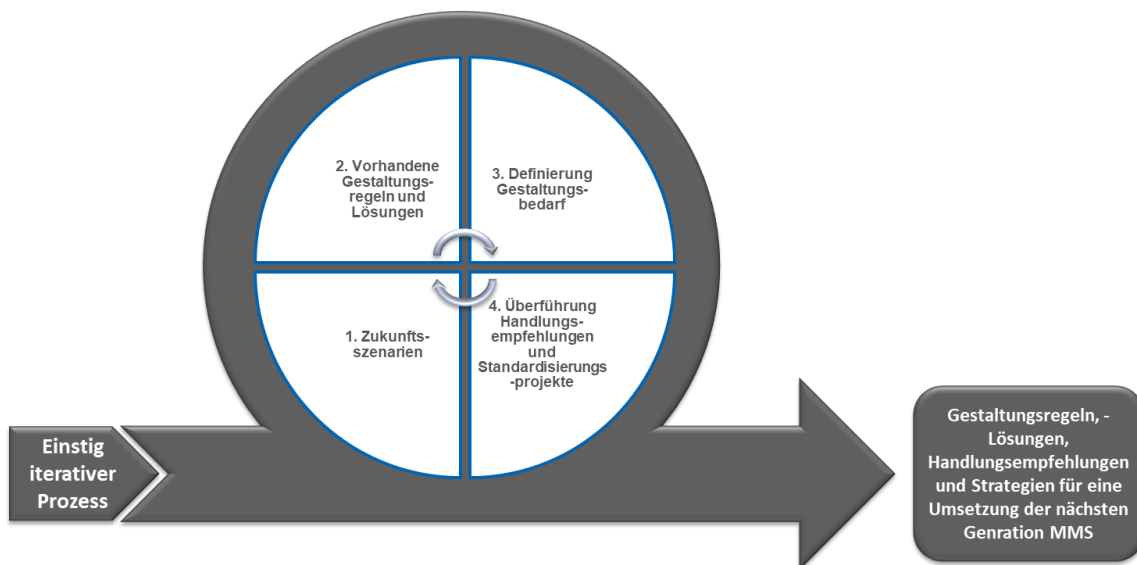 2. Vorhandene
Gestaltungs-
regeln und
Lösungen
3. Definierung
Gestaltungs-
bedarf
1. Zukunfts-
szenarien
4. Überführung
Handlungs-
empfehlungen
und
Standardisierungs
-projekte
Einstig
iterativer
Prozess
Gestaltungsregeln, -
Lösungen,
Handlungsempfehlungen
und Strategien für eine
Umsetzung der nächsten
Genration MMS